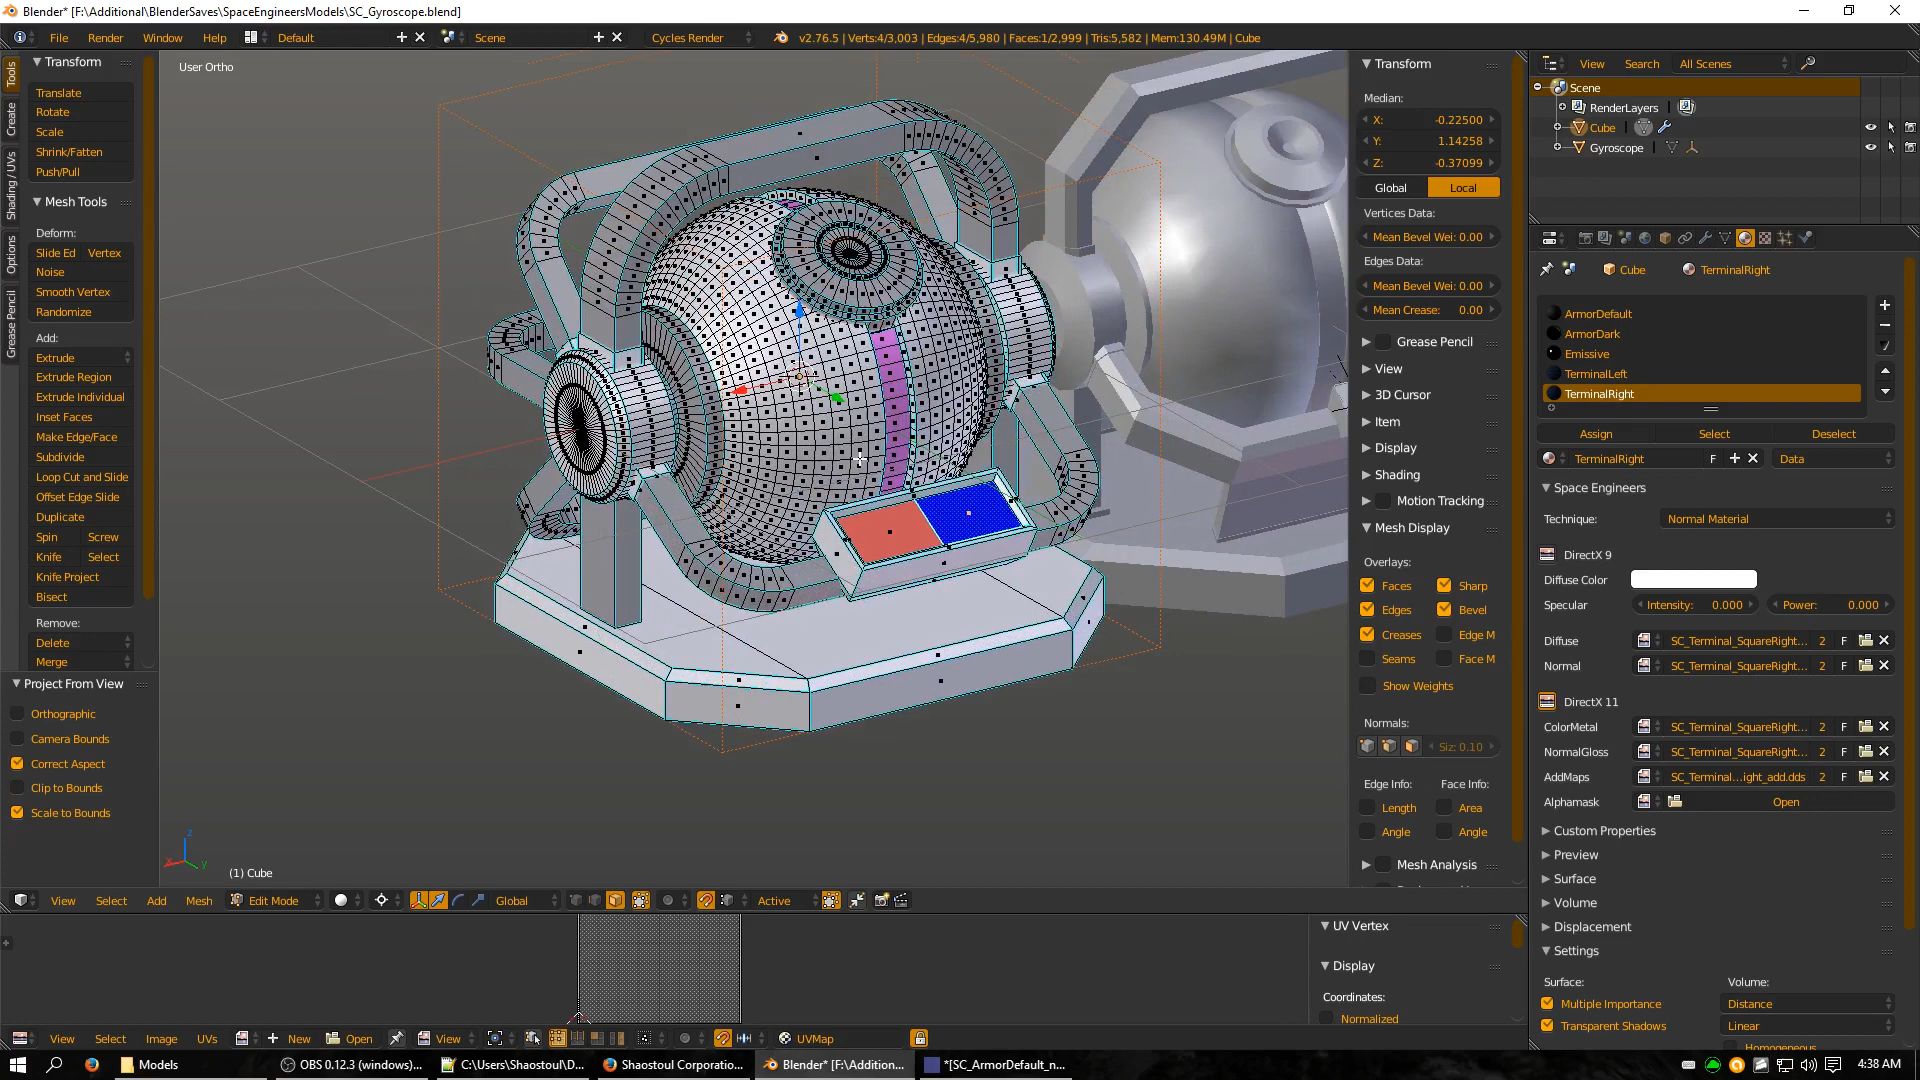 Blender* [F:\Additional\BlenderSaves\SpaceEngineersModels\SC_Gyroscope.blend]
File Render Window Help Default Scene Cycles Render v2.76.5 | Verts:4/3,003 | Edges:4/5,980 | Faces:1/2,999 | Tris:5,582 | Mem:130.49M | Cube
Tools
Create
Shading / UVs
Options
Grease Pencil
Transform
Translate
Rotate
Scale
Shrink/Fatten
Push/Pull
Mesh Tools
Deform:
Slide Ed Vertex
Noise
Smooth Vertex
Randomize
Add:
Extrude
Extrude Region
Extrude Individual
Inset Faces
Make Edge/Face
Subdivide
Loop Cut and Slide
Offset Edge Slide
Duplicate
Spin Screw
Knife Select
Knife Project
Bisect
Remove:
Delete
Merge
Project From View
Orthographic
Camera Bounds
Correct Aspect
Clip to Bounds
Scale to Bounds
User Ortho
(1) Cube
Transform
Median:
X: -0.22500
Y: 1.14258
Z: -0.37099
Global Local
Vertices Data:
Mean Bevel Wei: 0.00
Edges Data:
Mean Bevel Wei: 0.00
Mean Crease: 0.00
Grease Pencil
View
3D Cursor
Item
Display
Shading
Motion Tracking
Mesh Display
Overlays:
Faces Sharp
Edges Bevel
Creases Edge M
Seams Face M
Show Weights
Normals:
Siz: 0.10
Edge Info: Face Info:
Length Area
Angle Angle
Mesh Analysis
View Search All Scenes
Scene
RenderLayers
Cube
Gyroscope
Cube TerminalRight
ArmorDefault
ArmorDark
Emissive
TerminalLeft
TerminalRight
Assign Select Deselect
TerminalRight F Data
Space Engineers
Technique: Normal Material
DirectX 9
Diffuse Color
Specular Intensity: 0.000 Power: 0.000
Diffuse SC_Terminal_SquareRight... 2 F
Normal SC_Terminal_SquareRight... 2 F
DirectX 11
ColorMetal SC_Terminal_SquareRight... 2 F
NormalGloss SC_Terminal_SquareRight... 2 F
AddMaps SC_Terminal...ight_add.dds 2 F
Alphamask Open
Custom Properties
Preview
Surface
Volume
Displacement
Settings
Surface: Volume:
Multiple Importance Distance
Transparent Shadows Linear
Homogeneous
View Select Add Mesh Edit Mode Global Active
UV Vertex
Display
Coordinates:
Normalized
View Select Image UVs New Open View UVMap
Models OBS 0.12.3 (windows)... C:\Users\Shaostoul\D... Shaostoul Corporatio... Blender* [F:\Addition... *[SC_ArmorDefault_n... 4:38 AM